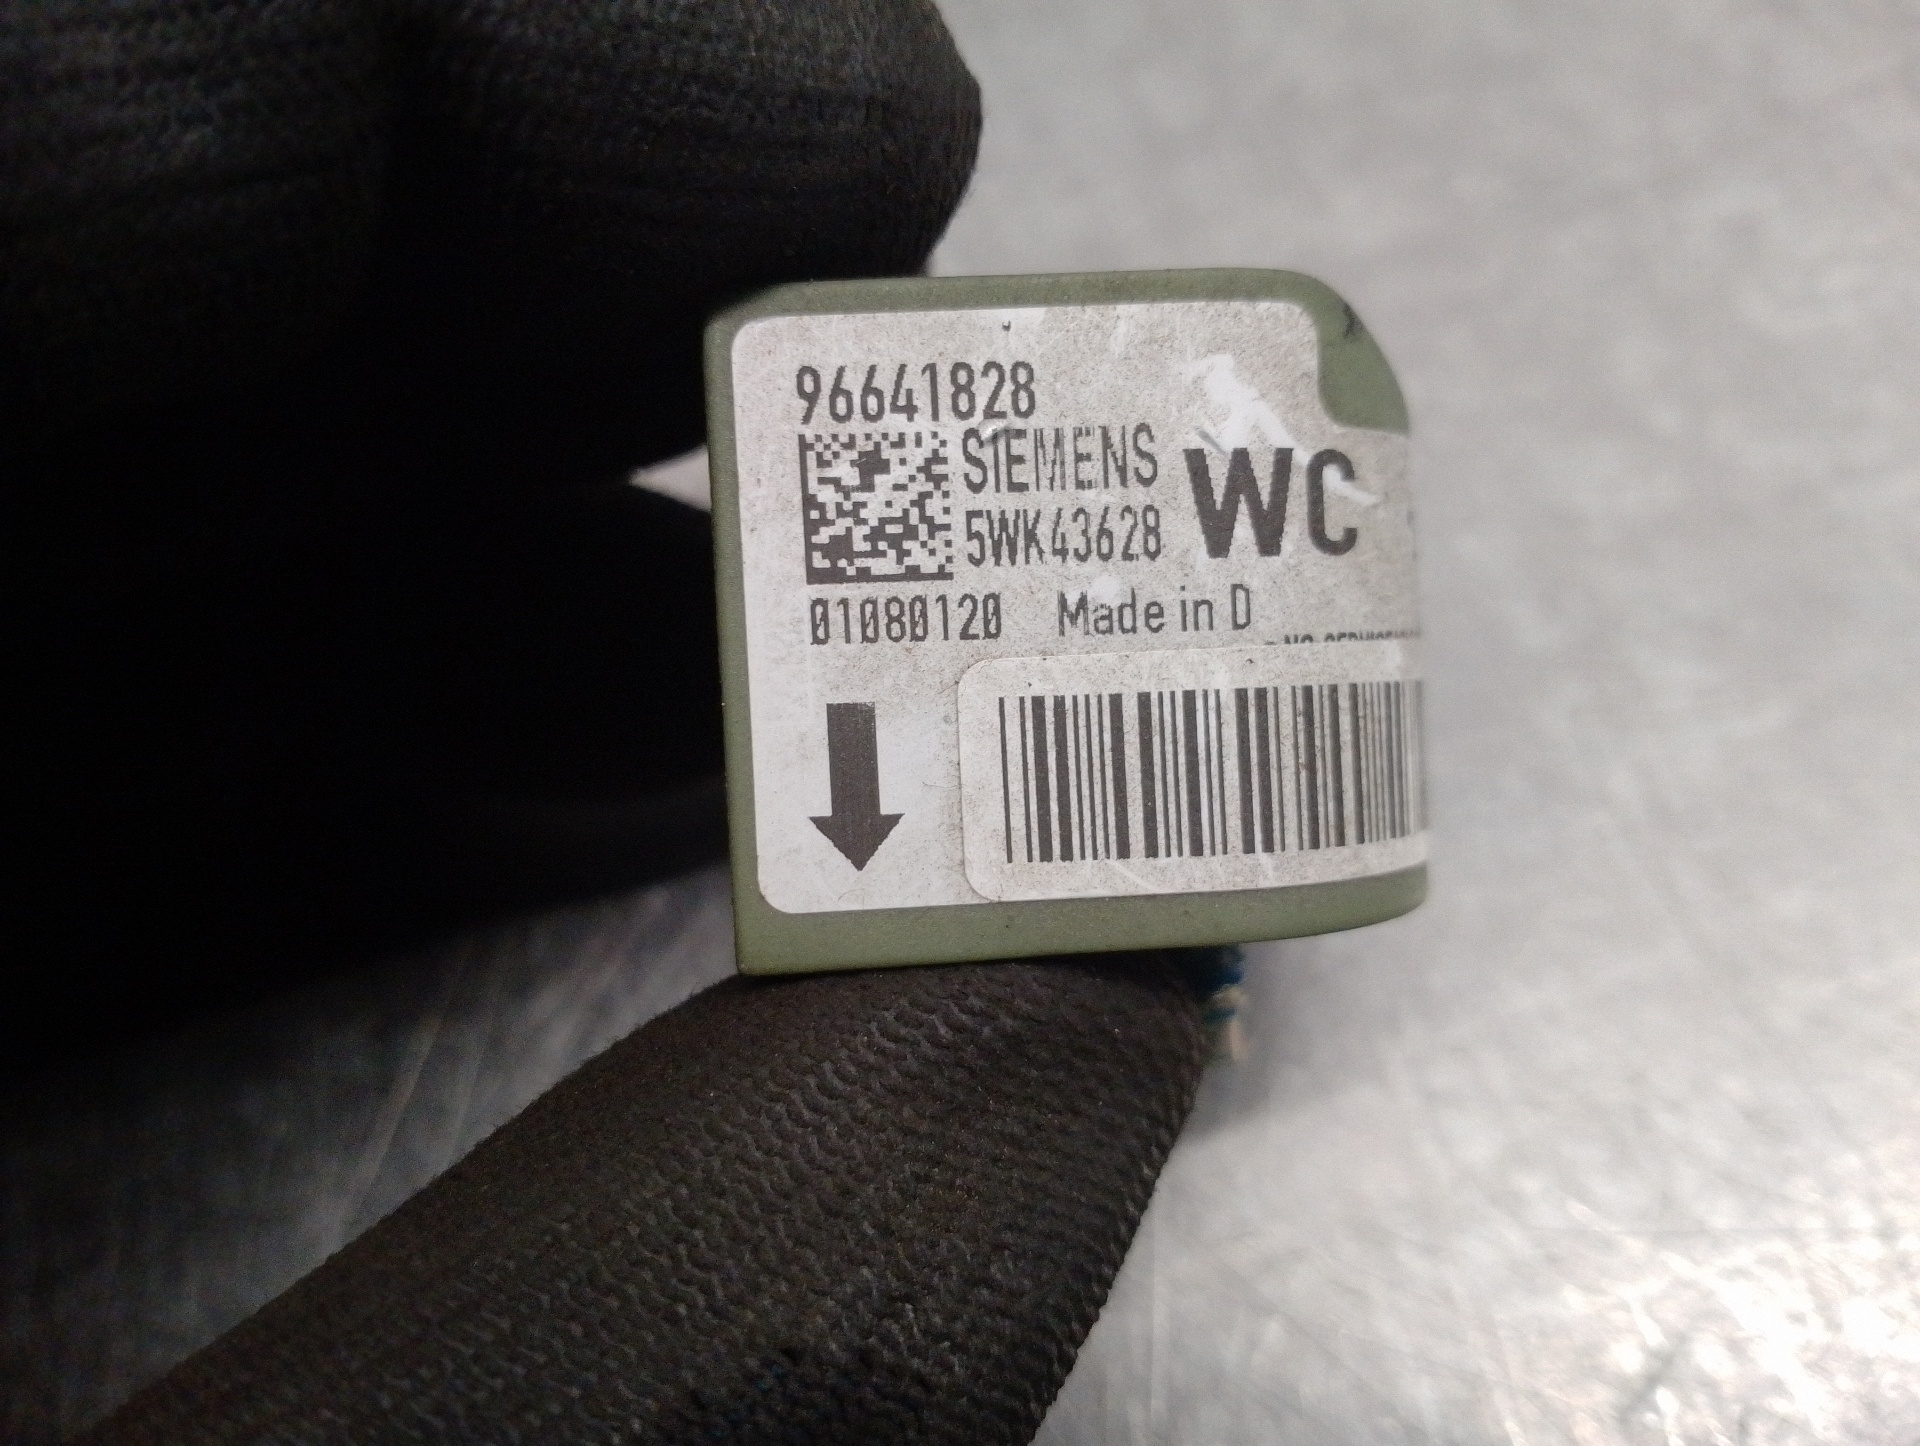 96641828
SIEMENS
5WK43628
WC
01080120 Made in D